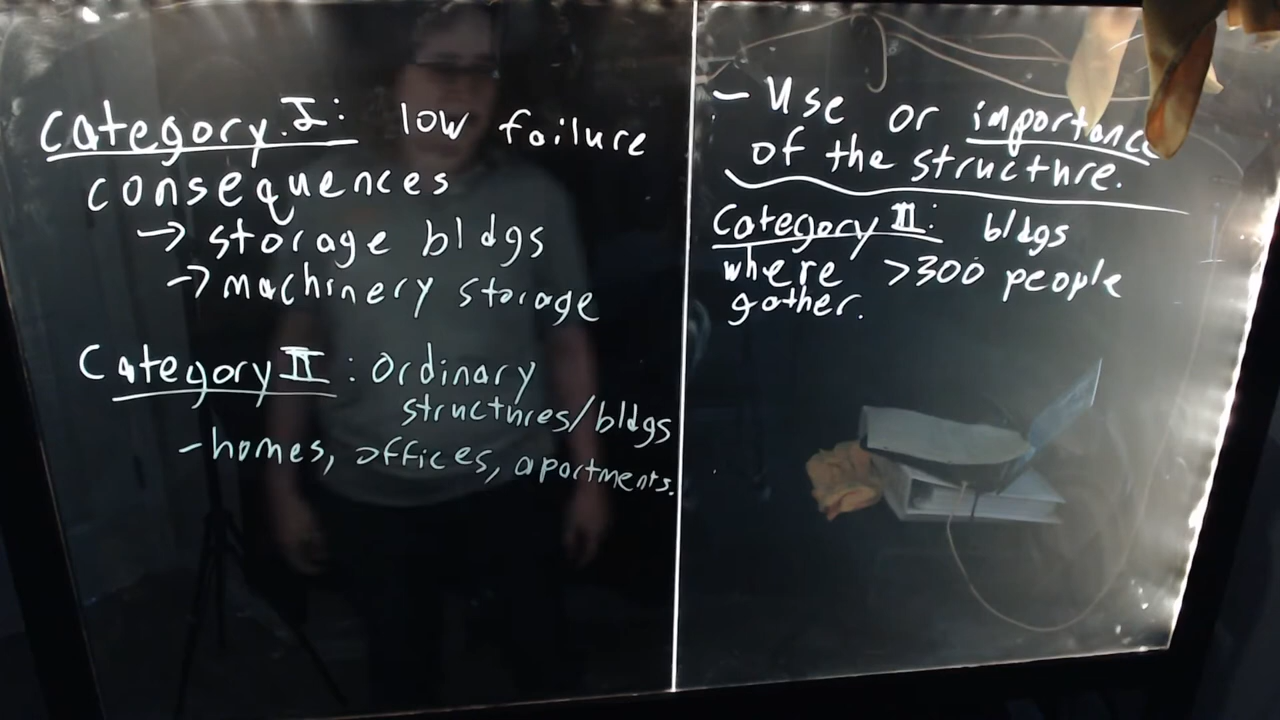 Category I: low failure
consequences
→ storage bldgs
→ machinery storage
Category II: Ordinary
structures/bldgs
- homes, offices, apartments.
- Use or importance
of the structure.
Category III: bldgs
where >300 people
gather.